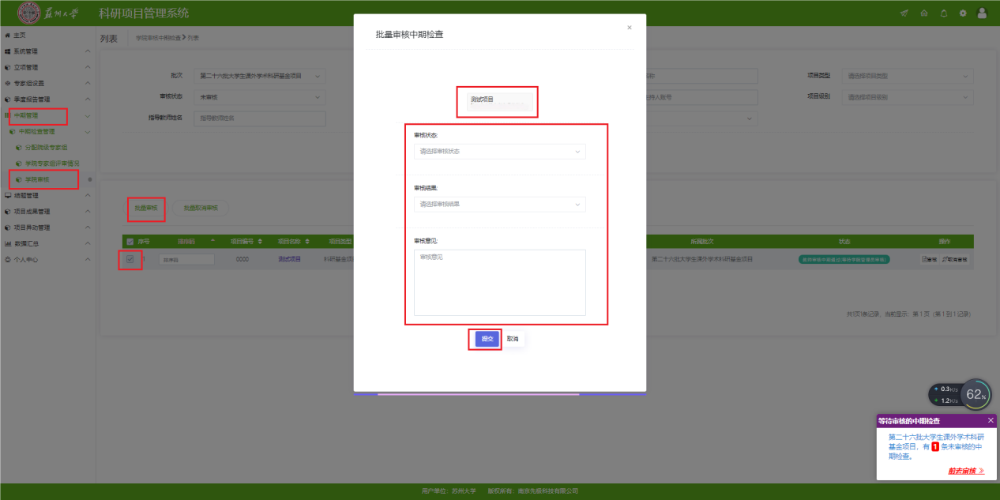 苏州大学 科研项目管理系统
主页
系统管理
立项管理
专家组设置
季度报告管理
中期管理
中期检查管理
分配院级专家组
学院专家组评审情况
学院审核
结题管理
项目成果管理
项目异动管理
数据汇总
个人中心
列表 学院审核中期检查 > 列表
批次 第二十六批大学生课外学术科研基金项目
审核状态 未审核
指导教师姓名 指导教师姓名
项目类型 请选择项目类型
项目级别 请选择项目级别
批量审核 批量取消审核
序号 排序码 项目编号 项目名称 项目类型 所属批次 状态 操作
1 排序码 0000 测试项目 科研基金项 第二十六批大学生课外学术科研基金项目 审核 取消审核
共1页1条记录，当前显示：第 1 页（第 1 到 1 记录）
批量审核中期检查 ×
测试项目
审核状态:
请选择审核状态
审核结果:
请选择审核结果
审核意见:
审核意见
提交 取消
0.3K/s
1.2K/s
62%
等待审核的中期检查 ×
第二十六批大学生课外学术科研
基金项目，有 1 条未审核的中
期检查。
前去审核 》
用户单位：苏州大学 版权所有：南京先极科技有限公司